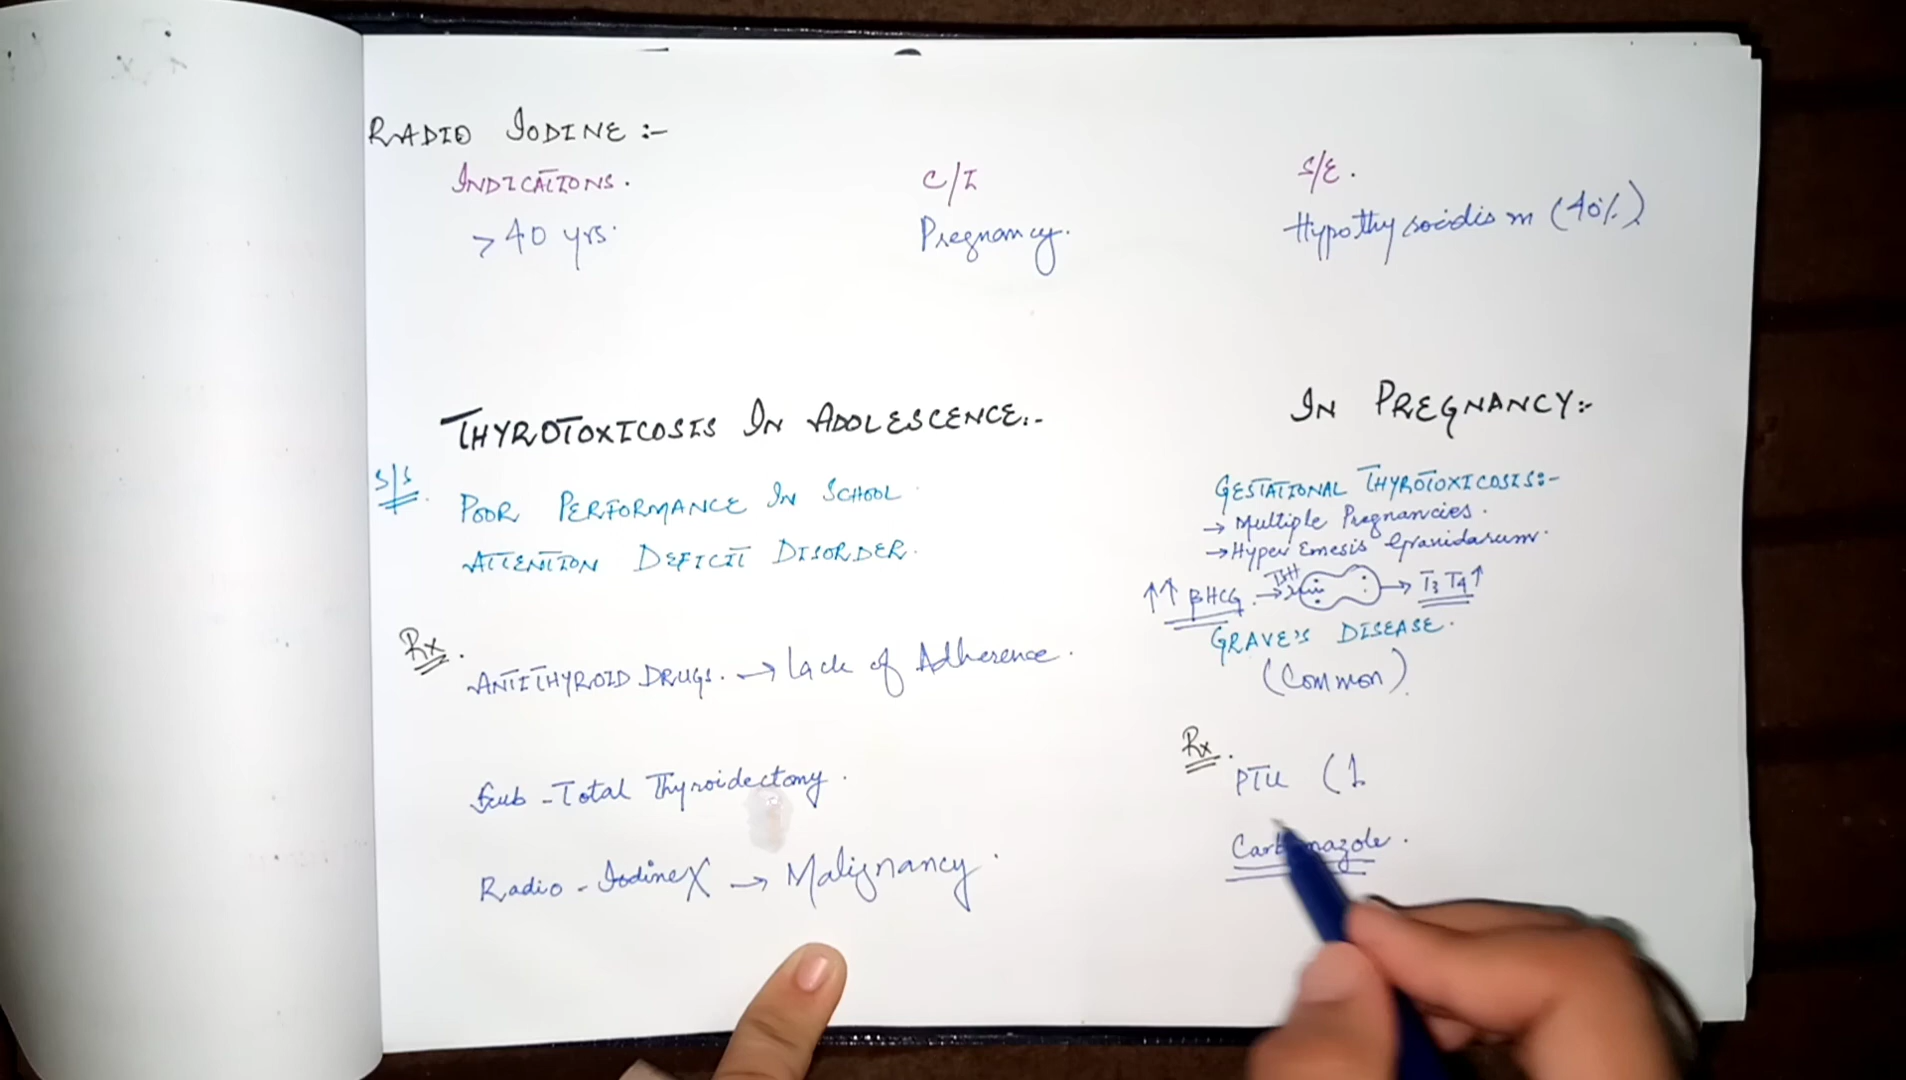 RADIO IODINE :-
INDICATIONS.
> 40 yrs.
C/I
Pregnancy.
S/E.
Hypothyroidism (40%)
THYROTOXICOSIS IN ADOLESCENCE:-
S/S.
POOR PERFORMANCE IN SCHOOL
ATTENTION DEFICIT DISORDER.
Rx.
ANTITHYROID DRUGS. → Lack of Adherence.
Sub-Total Thyroidectomy.
Radio-Iodine X → Malignancy.
IN PREGNANCY:-
GESTATIONAL THYROTOXICOSIS:-
→ Multiple Pregnancies.
→ Hyper Emesis Gravidarum.
↑↑ βHCG. → TSH → T3 T4 ↑
GRAVE'S DISEASE.
(Common)
Rx.
PTU (1
Carbimazole.